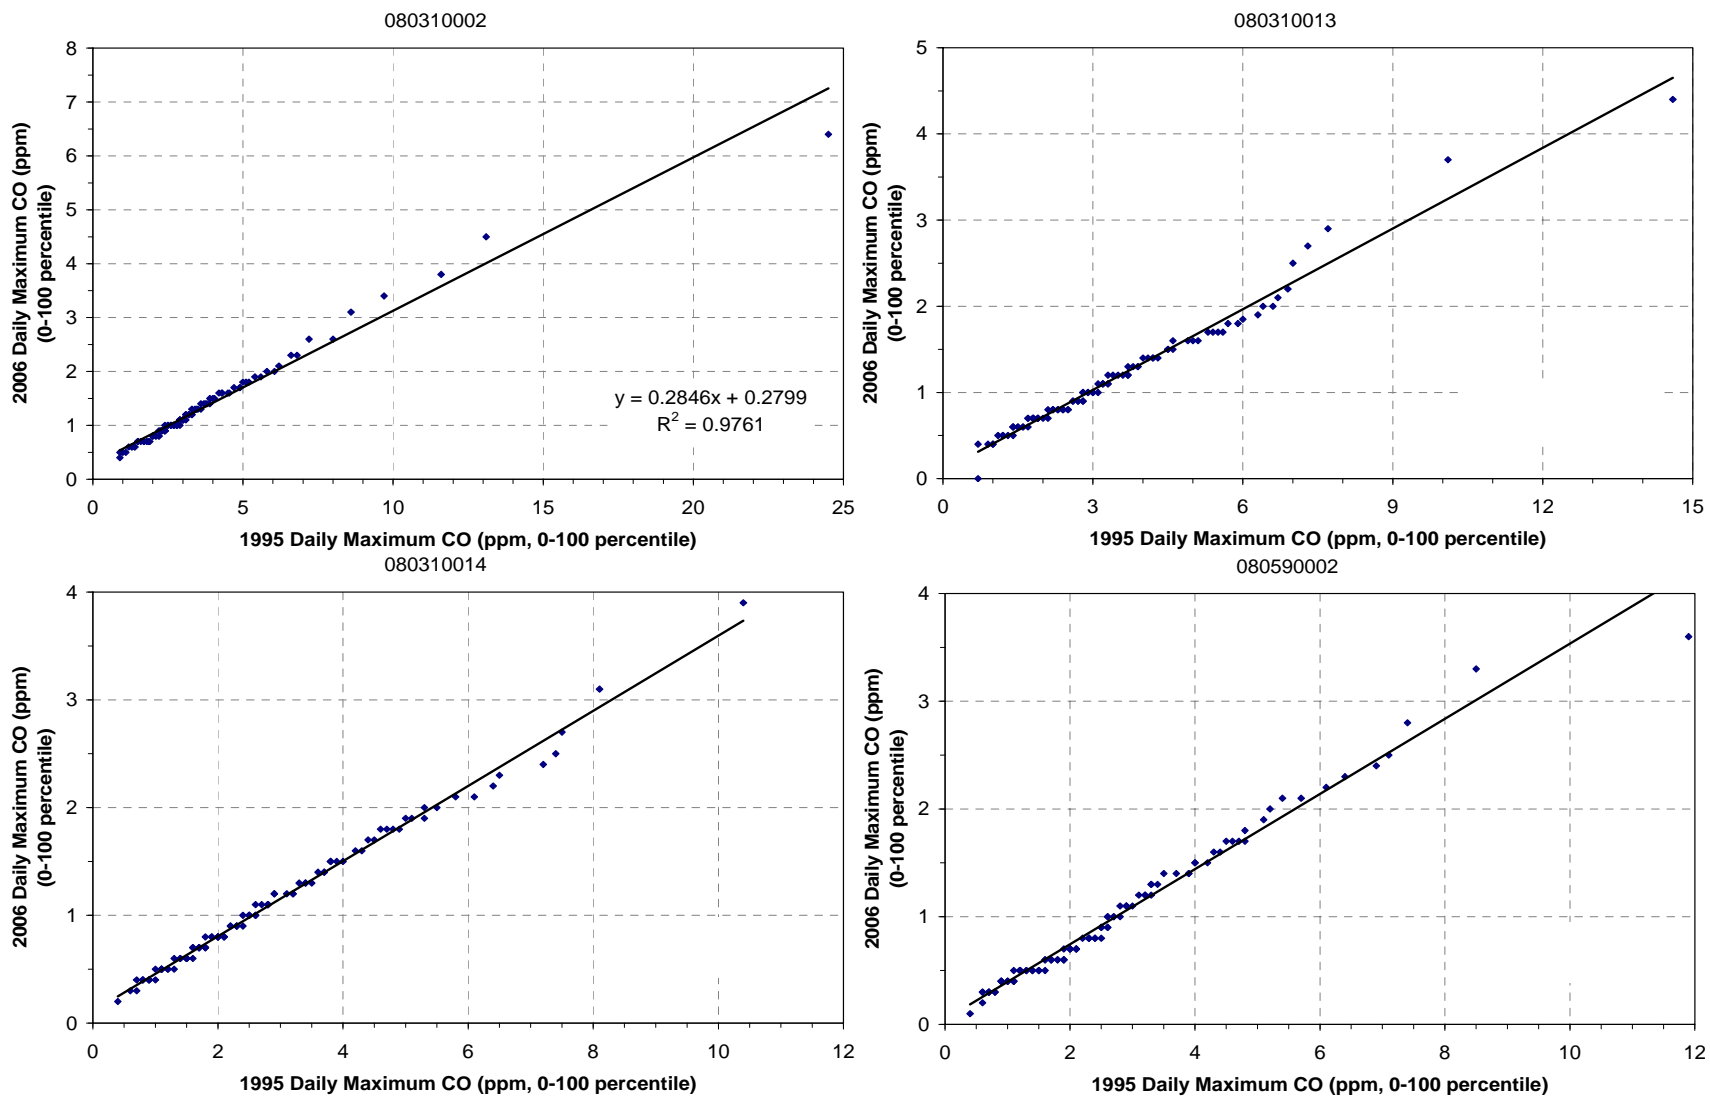 080310002
8
7
6
5
4
3
2
1
0
0 5 10 15 20 25
2006 Daily Maximum CO (ppm)
(0-100 percentile)
y = 0.2846x + 0.2799
R² = 0.9761
1995 Daily Maximum CO (ppm, 0-100 percentile)
080310013
5
4
3
2
1
0
0 3 6 9 12 15
2006 Daily Maximum CO (ppm)
(0-100 percentile)
1995 Daily Maximum CO (ppm, 0-100 percentile)
080310014
4
3
2
1
0
0 2 4 6 8 10 12
2006 Daily Maximum CO (ppm)
(0-100 percentile)
1995 Daily Maximum CO (ppm, 0-100 percentile)
080590002
4
3
2
1
0
0 2 4 6 8 10 12
2006 Daily Maximum CO (ppm)
(0-100 percentile)
1995 Daily Maximum CO (ppm, 0-100 percentile)